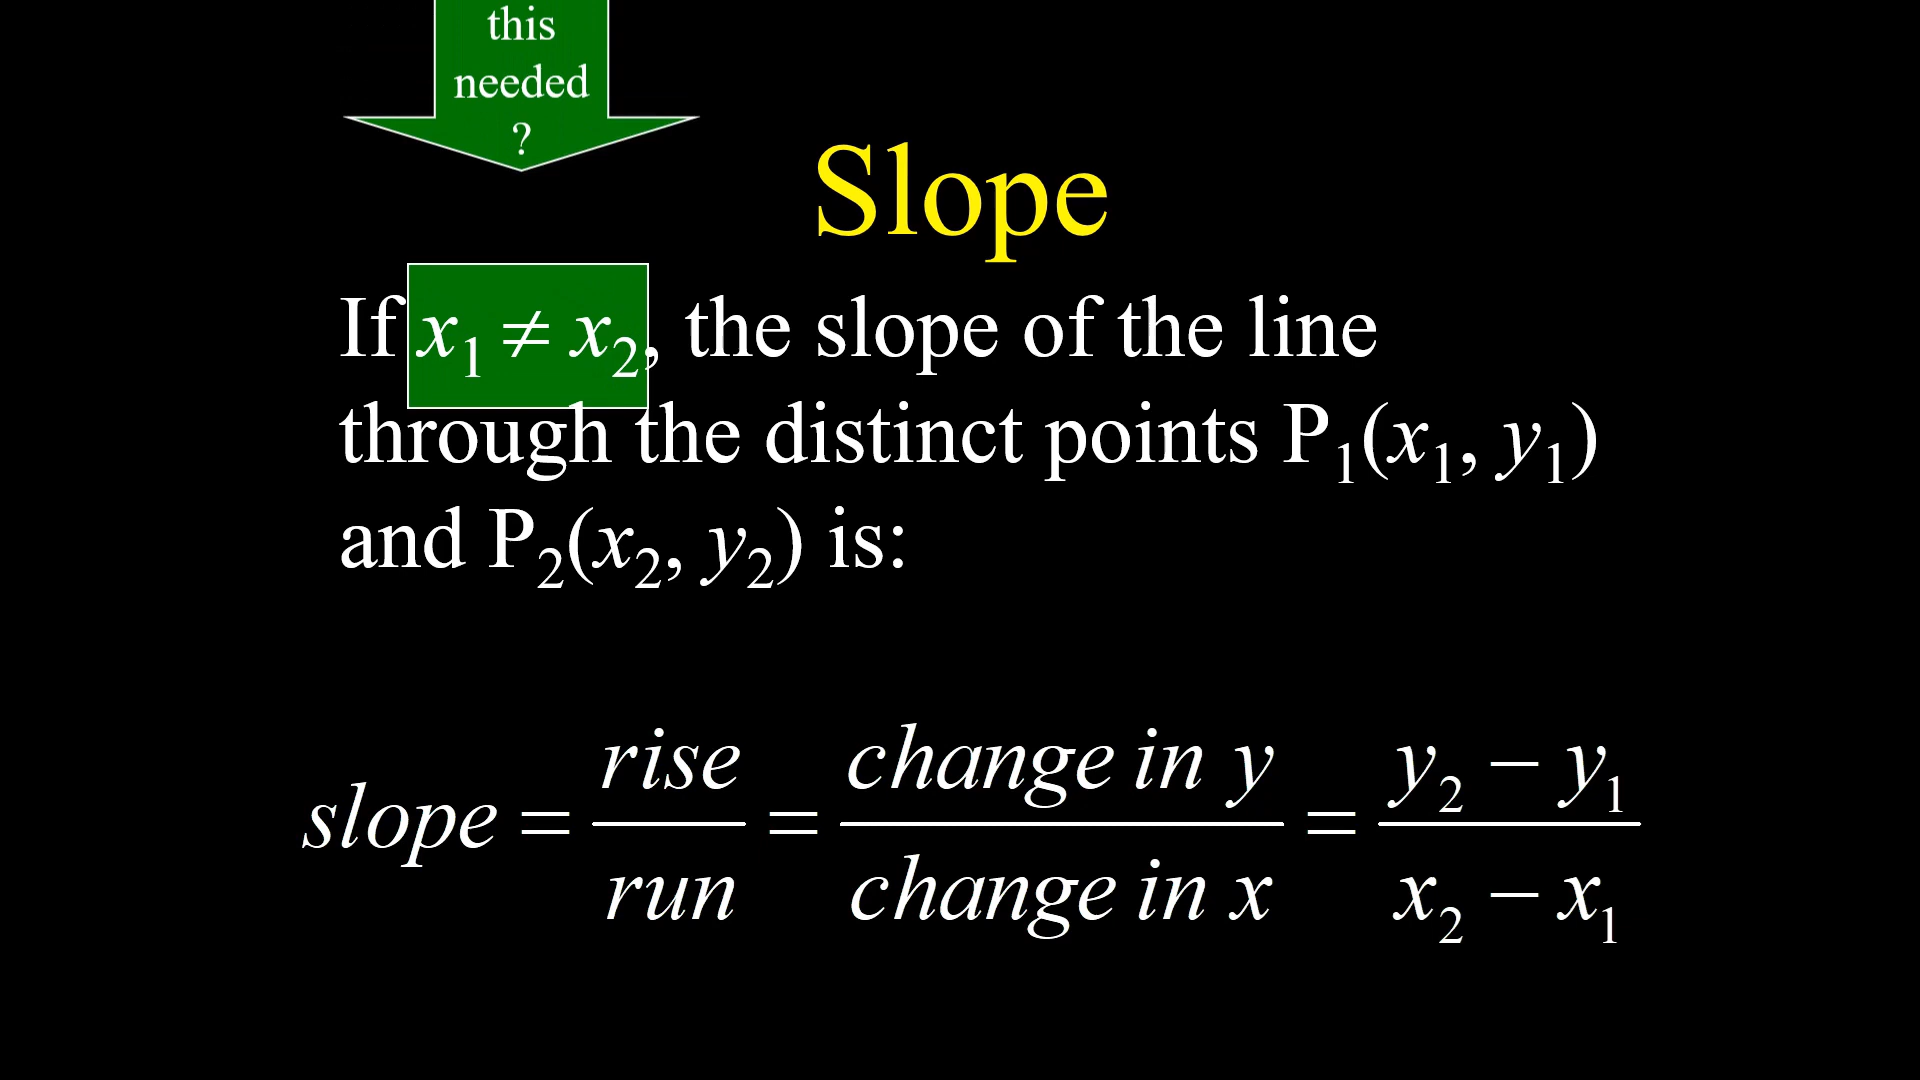 this
needed
?
Slope
If x₁ ≠ x₂, the slope of the line
through the distinct points P₁(x₁, y₁)
and P₂(x₂, y₂) is:
slope = rise/run = change in y/change in x = y₂ − y₁/x₂ − x₁